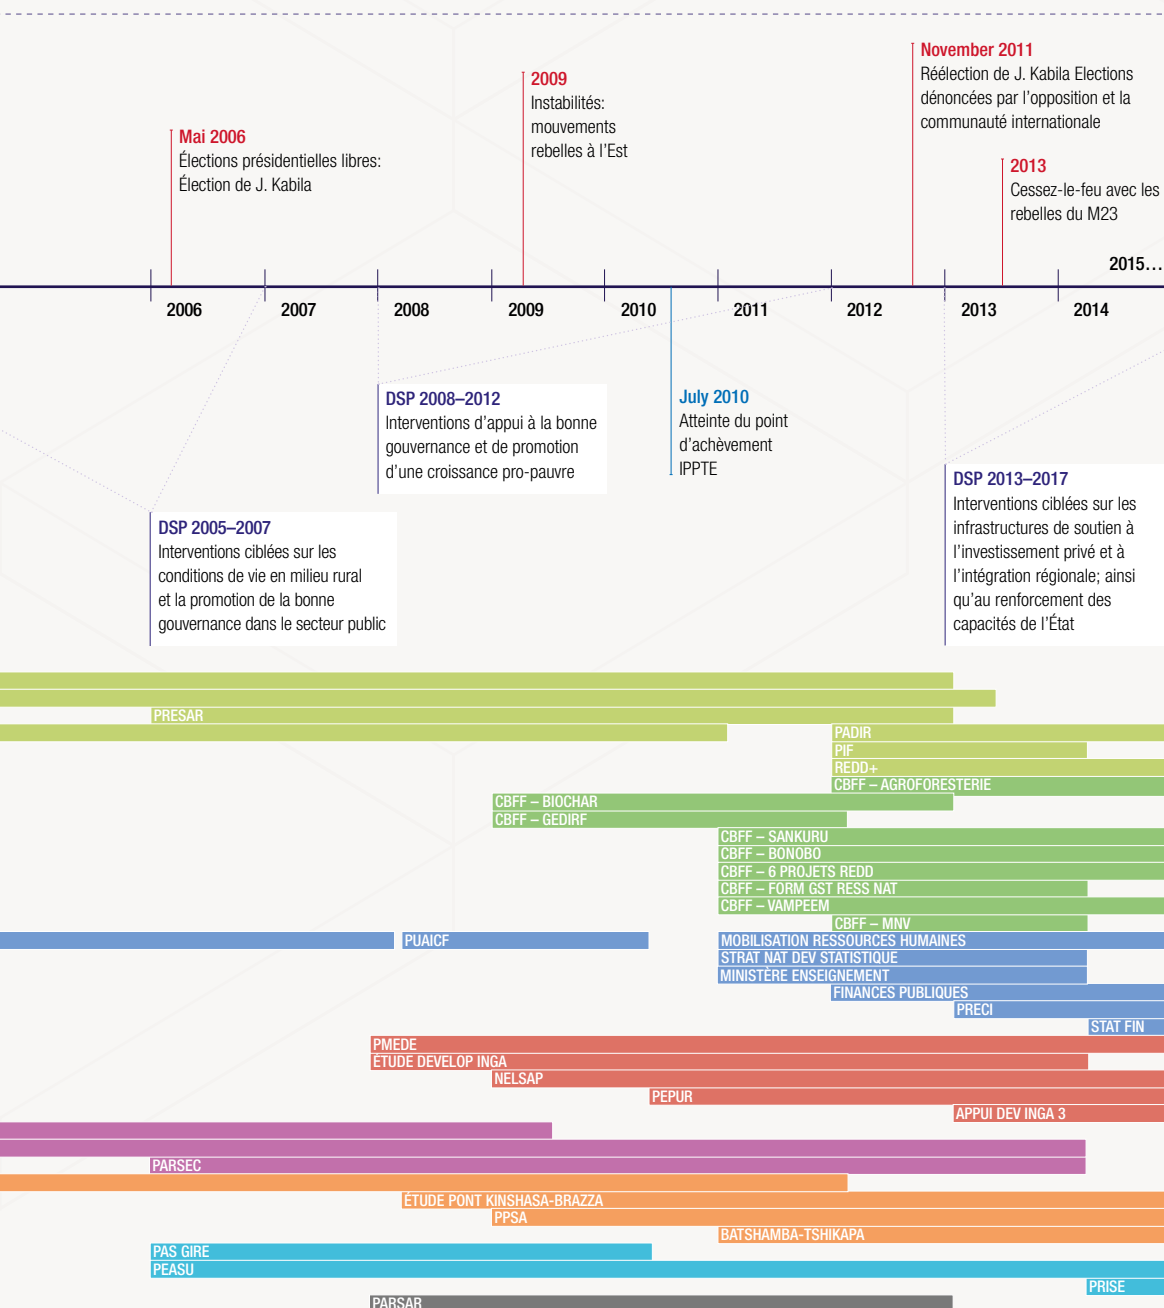 November 2011
Réélection de J. Kabila Elections
dénoncées par l'opposition et la
communauté internationale
2009
Instabilités:
mouvements
rebelles à l'Est
Mai 2006
Élections présidentielles libres:
Élection de J. Kabila
2013
Cessez-le-feu avec les
rebelles du M23
2015…
2006 2007 2008 2009 2010 2011 2012 2013 2014
DSP 2008–2012
Interventions d'appui à la bonne
gouvernance et de promotion
d'une croissance pro-pauvre
July 2010
Atteinte du point
d'achèvement
IPPTE
DSP 2013–2017
Interventions ciblées sur les
infrastructures de soutien à
l'investissement privé et à
l'intégration régionale; ainsi
qu'au renforcement des
capacités de l'État
DSP 2005–2007
Interventions ciblées sur les
conditions de vie en milieu rural
et la promotion de la bonne
gouvernance dans le secteur public
PRESAR
PADIR
PIF
REDD+
CBFF – AGROFORESTERIE
CBFF – BIOCHAR
CBFF – GEDIRF
CBFF – SANKURU
CBFF – BONOBO
CBFF – 6 PROJETS REDD
CBFF – FORM GST RESS NAT
CBFF – VAMPEEM
CBFF – MNV
PUAICF
MOBILISATION RESSOURCES HUMAINES
STRAT NAT DEV STATISTIQUE
MINISTÈRE ENSEIGNEMENT
FINANCES PUBLIQUES
PRECI
STAT FIN
PMEDE
ÉTUDE DEVELOP INGA
NELSAP
PEPUR
APPUI DEV INGA 3
PARSEC
ÉTUDE PONT KINSHASA-BRAZZA
PPSA
BATSHAMBA-TSHIKAPA
PAS GIRE
PEASU
PRISE
PARSAR